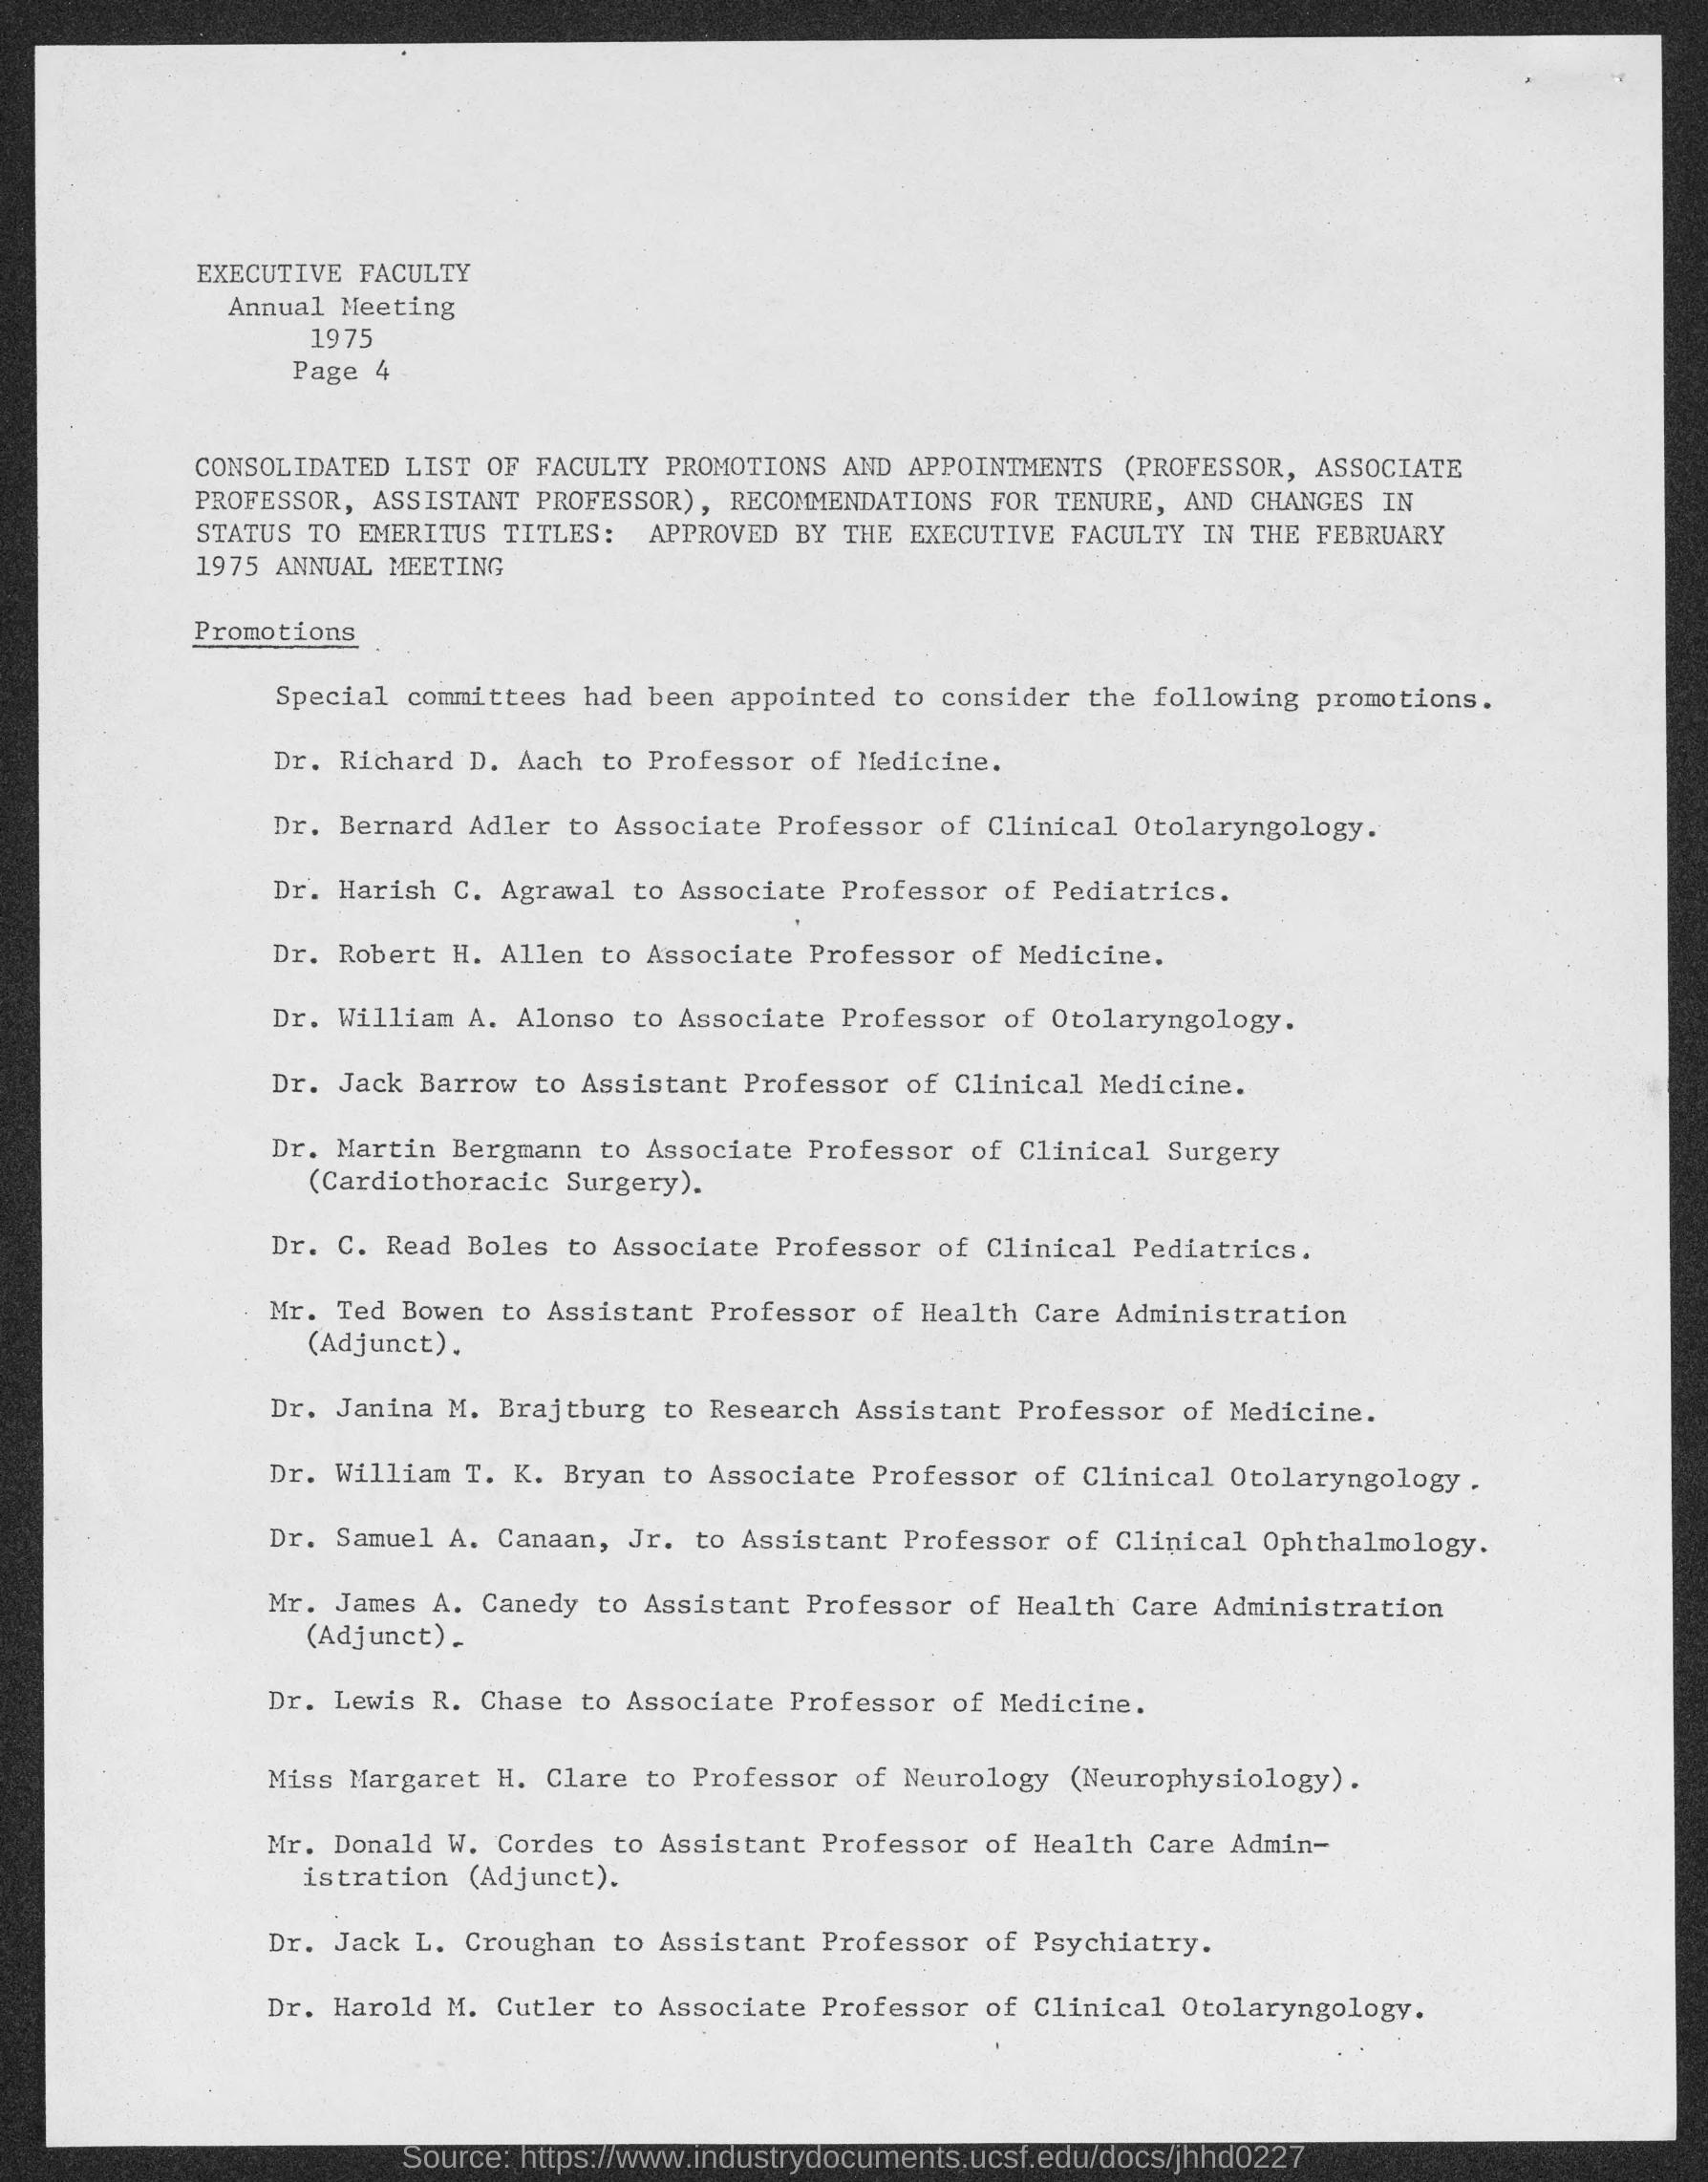 EXECUTIVE FACULTY
Annual Meeting
1975
Page 4
CONSOLIDATED LIST OF FACULTY PROMOTIONS AND APPOINTMENTS (PROFESSOR, ASSOCIATE
PROFESSOR, ASSISTANT PROFESSOR), RECOMMENDATIONS FOR TENURE, AND CHANGES IN
STATUS TO EMERITUS TITLES: APPROVED BY THE EXECUTIVE FACULTY IN THE FEBRUARY
1975 ANNUAL MEETING
Promotions
Special committees had been appointed to consider the following promotions.
Dr. Richard D. Aach to Professor of Medicine.
Dr. Bernard Adler to Associate Professor of Clinical Otolaryngology.
Dr. Harish C. Agrawal to Associate Professor of Pediatrics.
Dr. Robert H. Allen to Associate Professor of Medicine.
Dr. William A. Alonso to Associate Professor of Otolaryngology.
Dr. Jack Barrow to Assistant Professor of Clinical Medicine.
Dr. Martin Bergmann to Associate Professor of Clinical Surgery
(Cardiothoracic Surgery).
Dr. C. Read Boles to Associate Professor of Clinical Pediatrics.
Mr. Ted Bowen to Assistant Professor of Health Care Administration
(Adjunct).
Dr. Janina M. Brajtburg to Research Assistant Professor of Medicine.
Dr. William T. K. Bryan to Associate Professor of Clinical Otolaryngology.
Dr. Samuel A. Canaan, Jr. to Assistant Professor of Clinical Ophthalmology.
Mr. James A. Canedy to Assistant Professor of Health Care Administration
(Adjunct).
Dr. Lewis R. Chase to Associate Professor of Medicine.
Miss Margaret H. Clare to Professor of Neurology (Neurophysiology).
Mr. Donald W. Cordes to Assistant Professor of Health Care Admin-
istration (Adjunct).
Dr. Jack L. Croughan to Assistant Professor of Psychiatry.
Dr. Harold M. Cutler to Associate Professor of Clinical Otolaryngology.
Source: https://www.industrydocuments.ucsf.edu/docs/jhhd0227